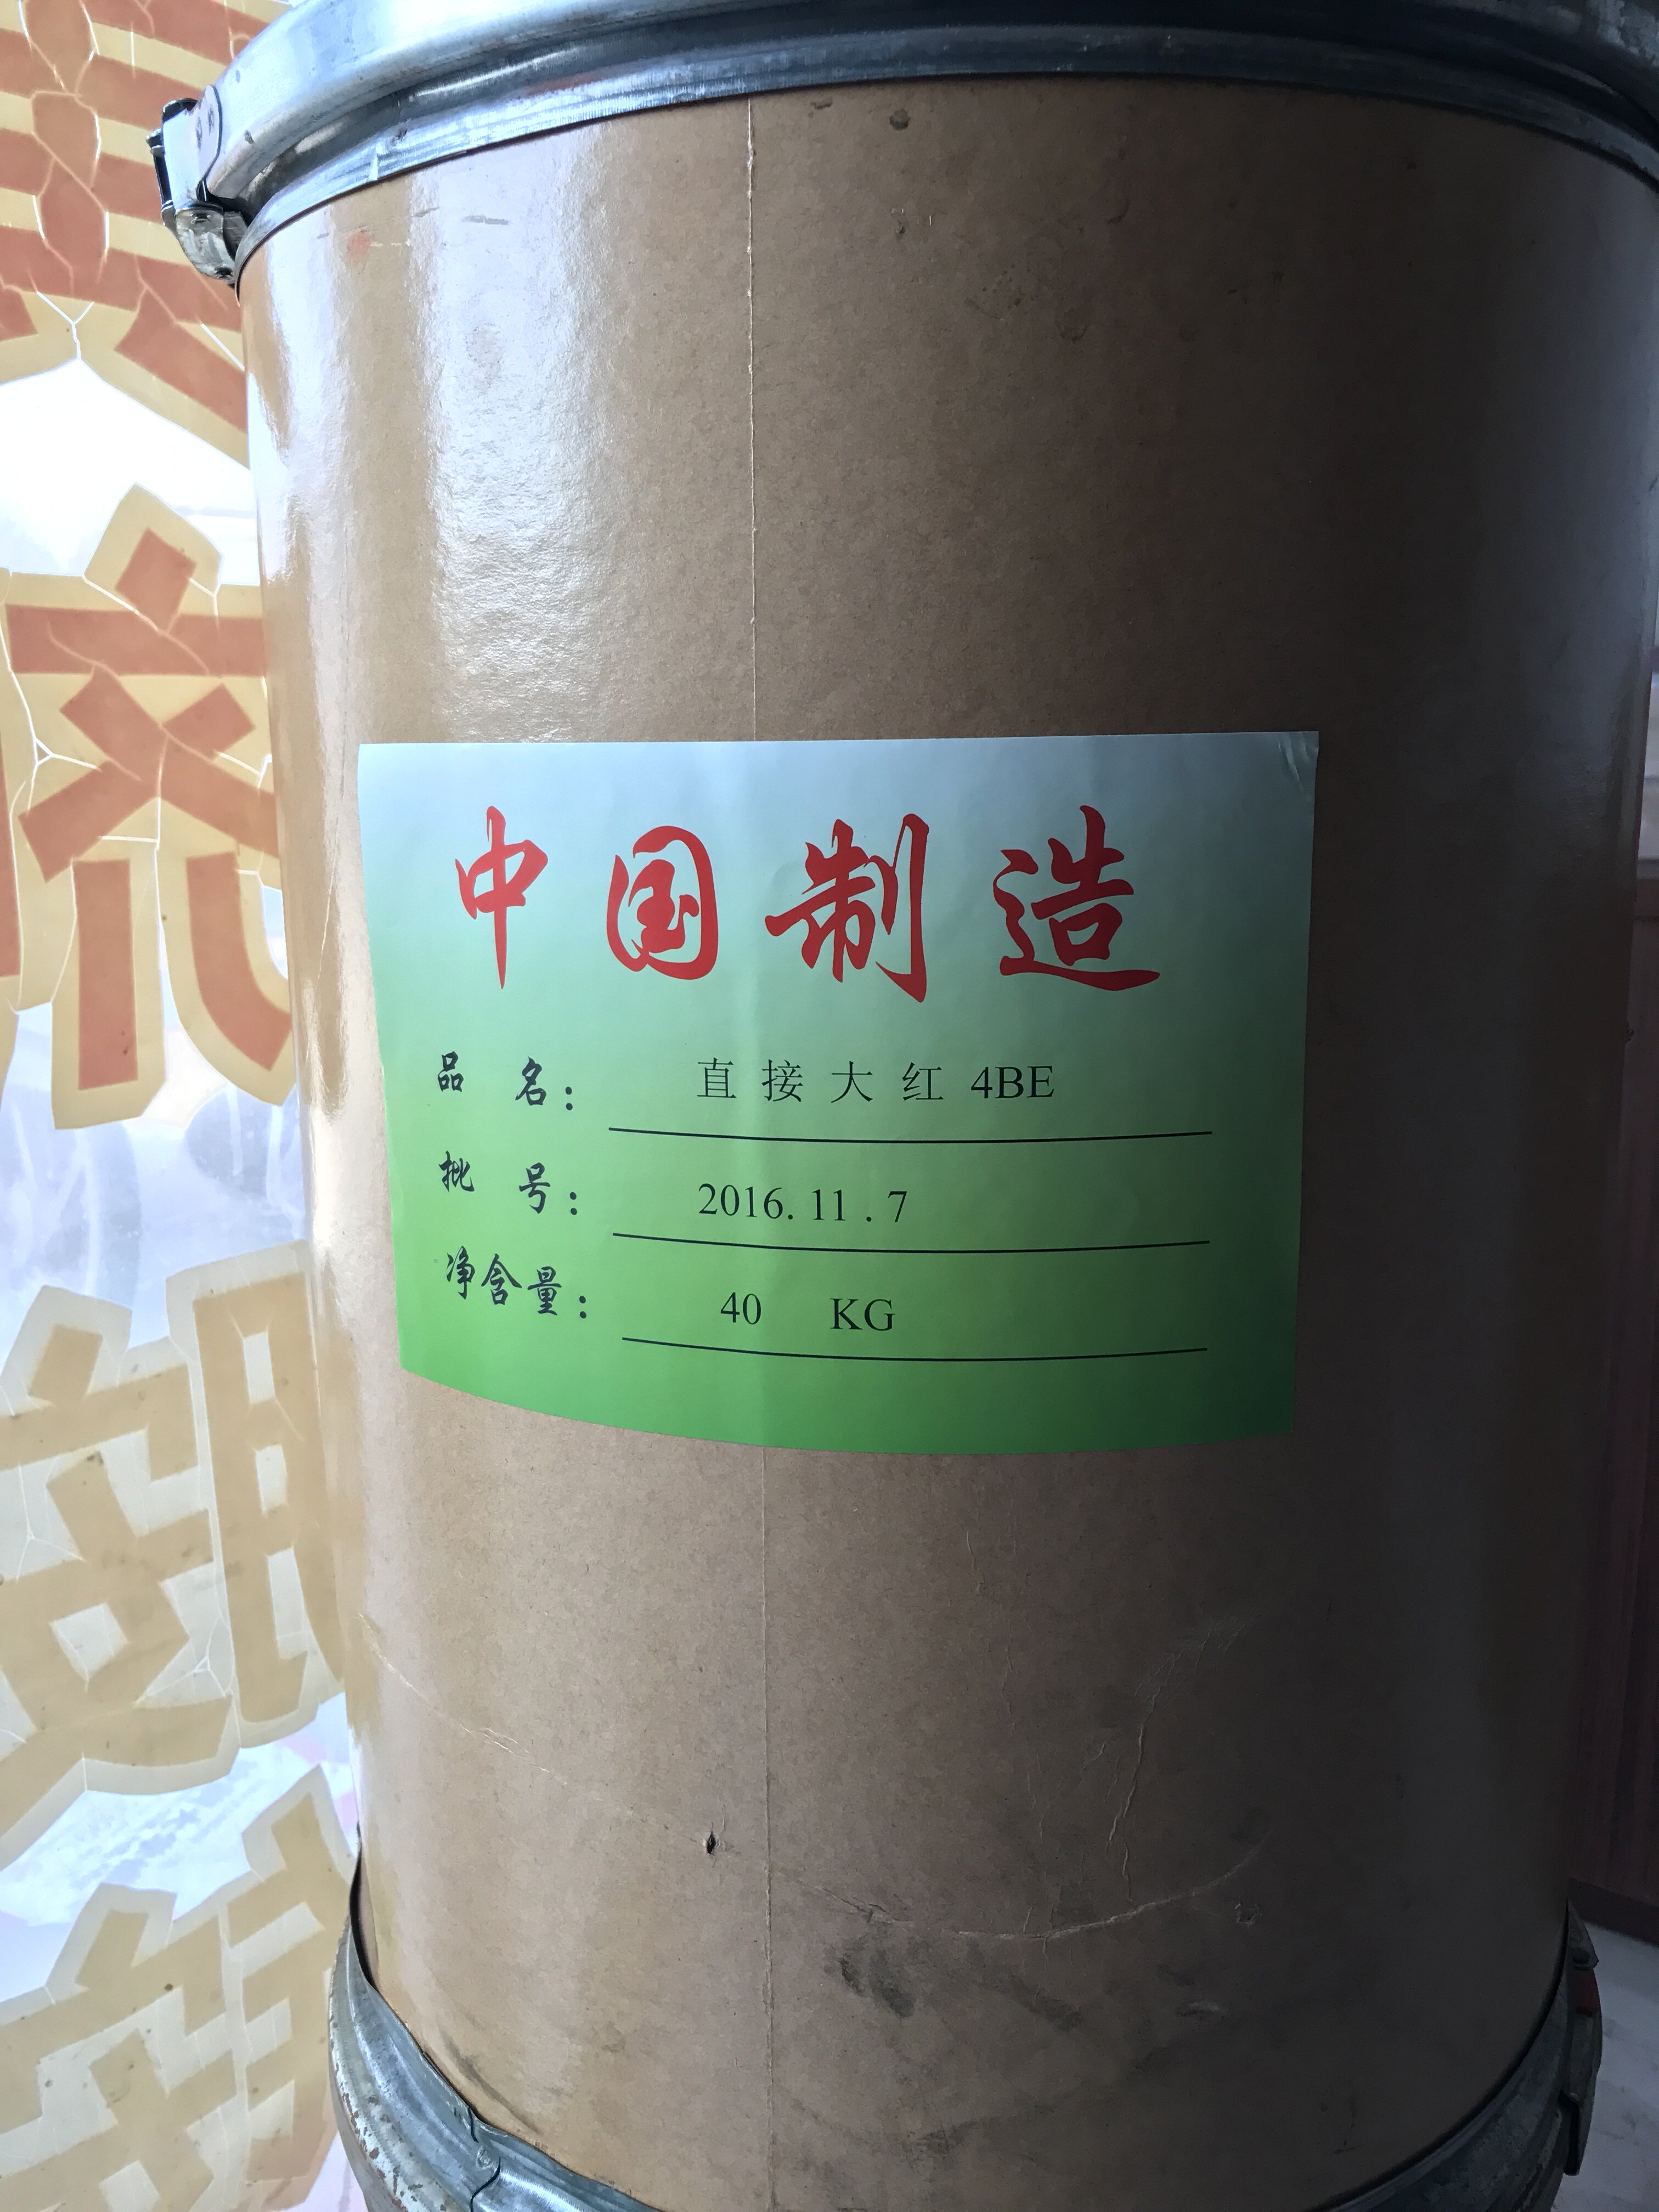 中国制造
品名： 直接大红 4BE
批号： 2016. 11 . 7
净含量： 40 KG